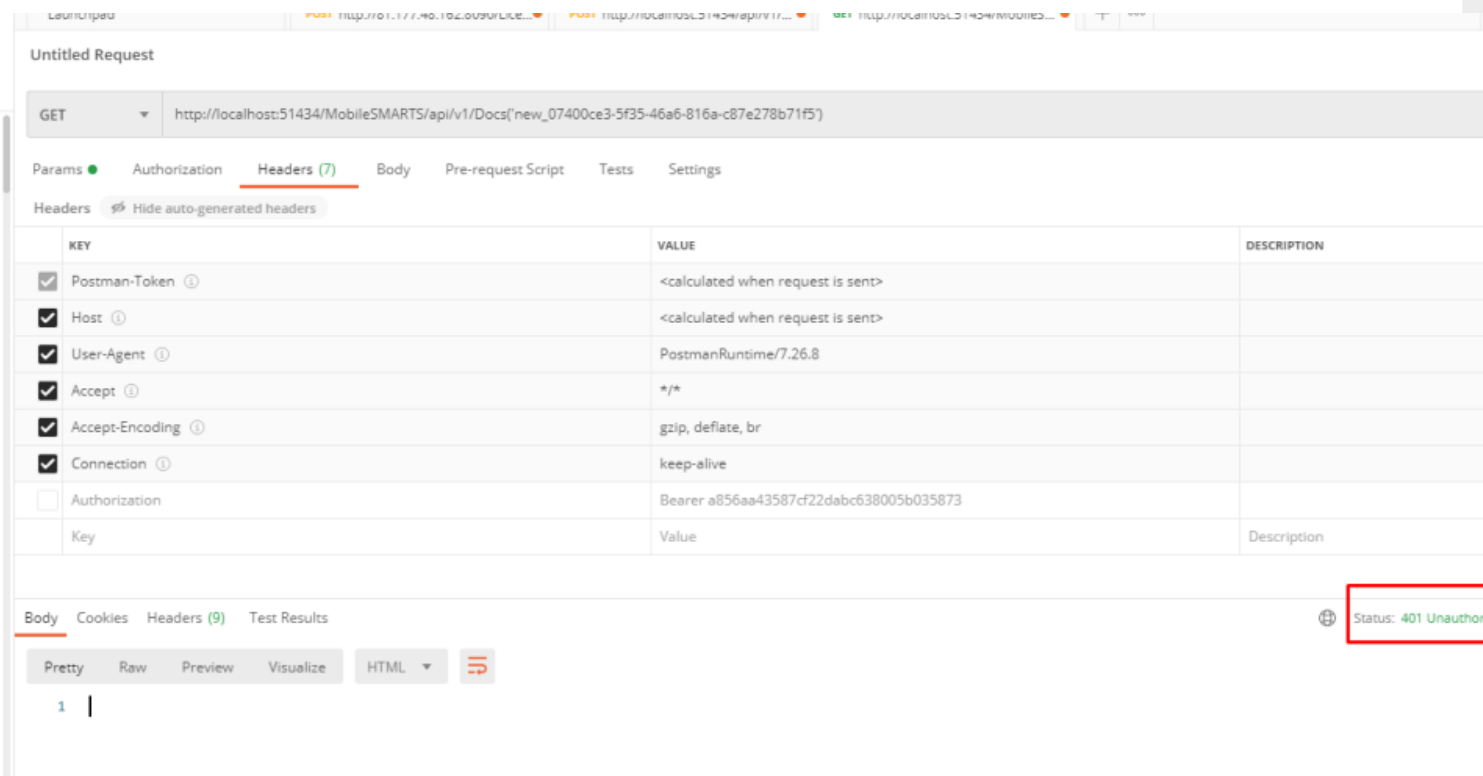 Launchpad POST http://81.177.48.162:8090/Lice... POST http://localhost:51434/api/v1/... GET http://localhost:51434/MobileS...
Untitled Request
GET http://localhost:51434/MobileSMARTS/api/v1/Docs('new_07400ce3-5f35-46a6-816a-c87e278b71f5')
Params Authorization Headers (7) Body Pre-request Script Tests Settings
Headers Hide auto-generated headers
KEY VALUE DESCRIPTION
Postman-Token <calculated when request is sent>
Host <calculated when request is sent>
User-Agent PostmanRuntime/7.26.8
Accept */*
Accept-Encoding gzip, deflate, br
Connection keep-alive
Authorization Bearer a856aa43587cf22dabc638005b035873
Key Value Description
Body Cookies Headers (9) Test Results Status: 401 Unauthor
Pretty Raw Preview Visualize HTML
1